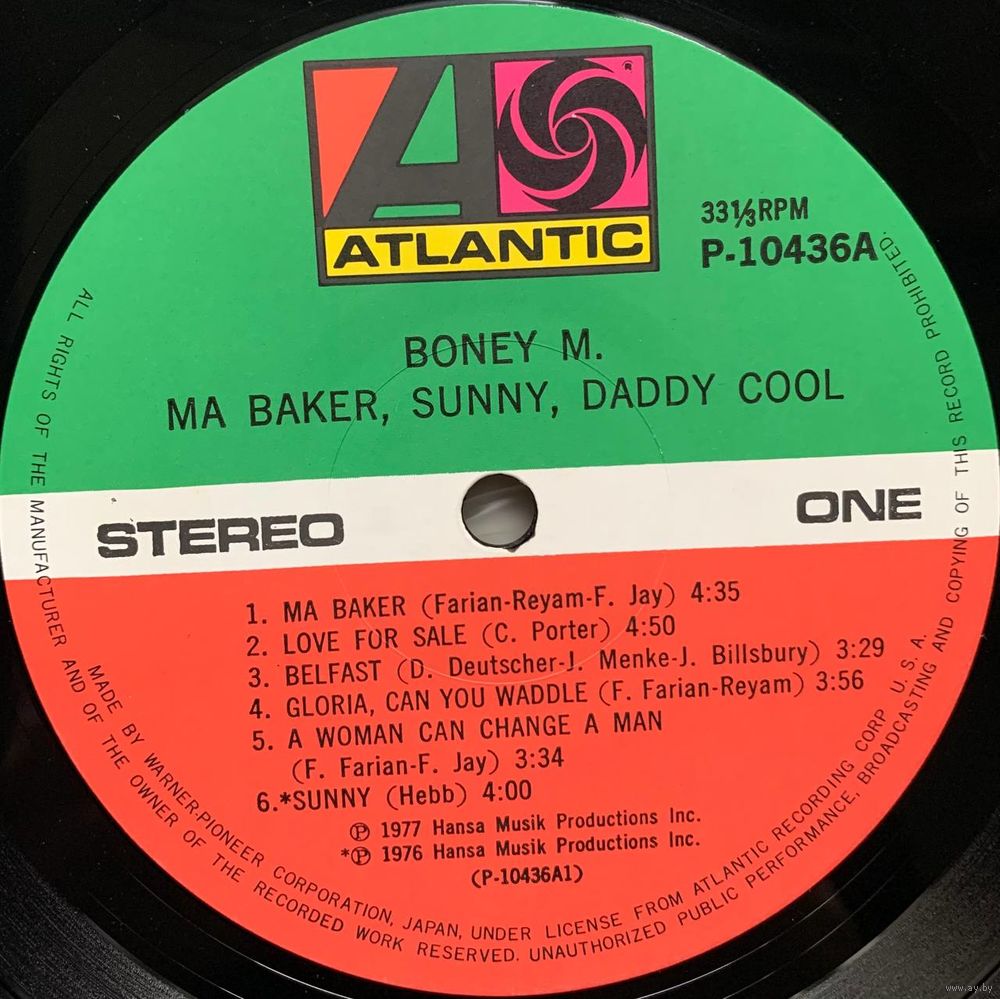 ATLANTIC
®
33⅓RPM
P-10436A
BONEY M.
MA BAKER, SUNNY, DADDY COOL
STEREO
ONE
1. MA BAKER (Farian-Reyam-F. Jay) 4:35
2. LOVE FOR SALE (C. Porter) 4:50
3. BELFAST (D. Deutscher-J. Menke-J. Billsbury) 3:29
4. GLORIA, CAN YOU WADDLE (F. Farian-Reyam) 3:56
5. A WOMAN CAN CHANGE A MAN
(F. Farian-F. Jay) 3:34
6.*SUNNY (Hebb) 4:00
Ⓟ 1977 Hansa Musik Productions Inc.
*Ⓟ 1976 Hansa Musik Productions Inc.
(P-10436A1)
MADE BY WARNER-PIONEER CORPORATION, JAPAN, UNDER LICENSE FROM ATLANTIC RECORDING CORP. U. S. A.
ALL RIGHTS OF THE MANUFACTURER AND OF THE OWNER OF THE RECORDED WORK RESERVED. UNAUTHORIZED PUBLIC PERFORMANCE, BROADCASTING AND COPYING OF THIS RECORD PROHIBITED.
www.ay.by